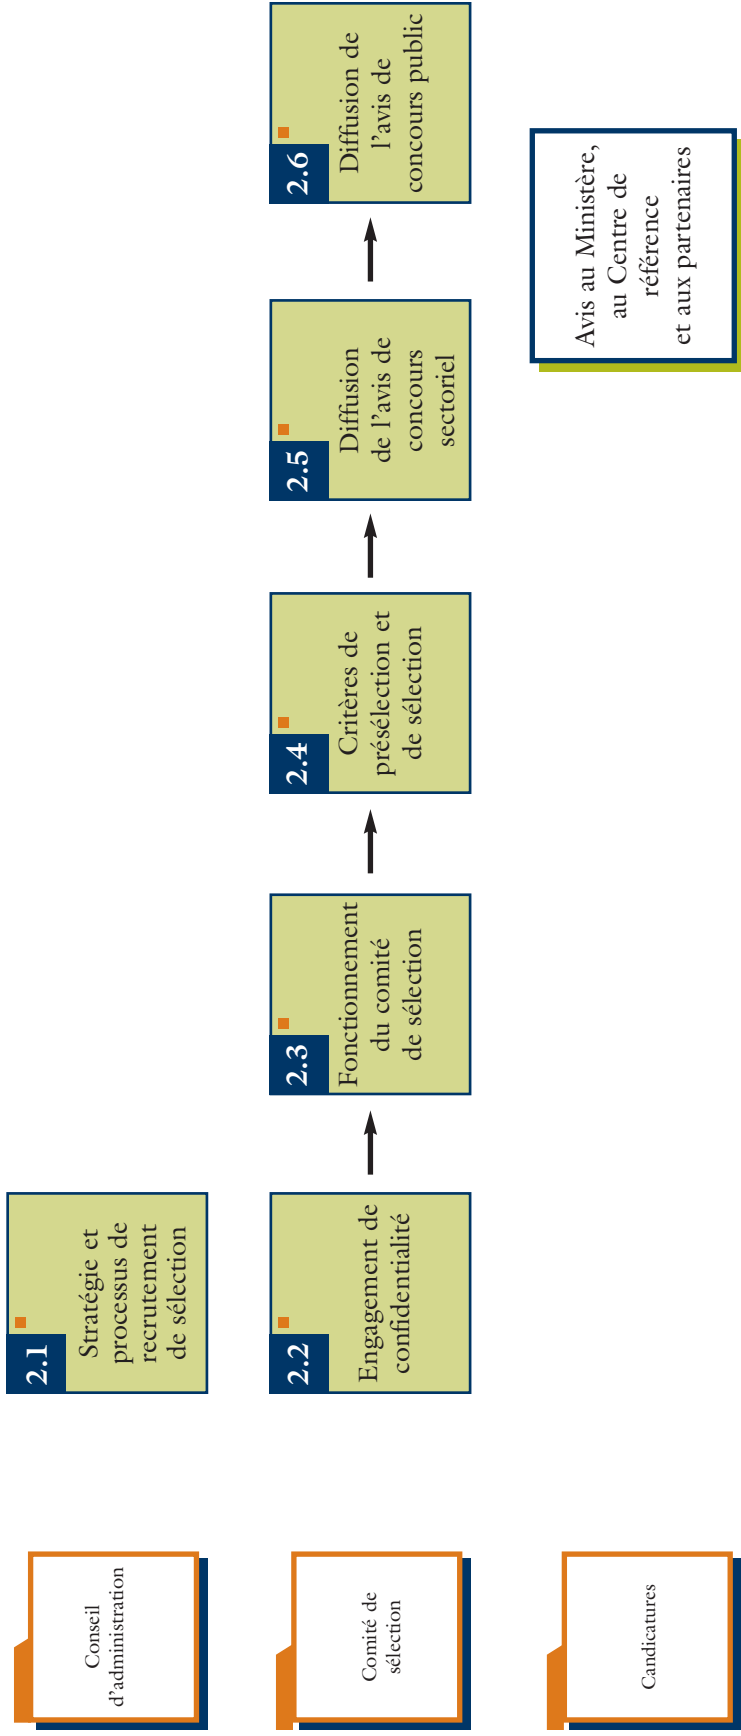 Conseil
d'administration
2.1
Stratégie et
processus de
recrutement
de sélection
Comité de
sélection
2.2
Engagement de
confidentialité
2.3
Fonctionnement
du comité
de sélection
2.4
Critères de
présélection et
de sélection
2.5
Diffusion
de l'avis de
concours
sectoriel
2.6
Diffusion de
l'avis de
concours public
Candicatures
Avis au Ministère,
au Centre de
référence
et aux partenaires